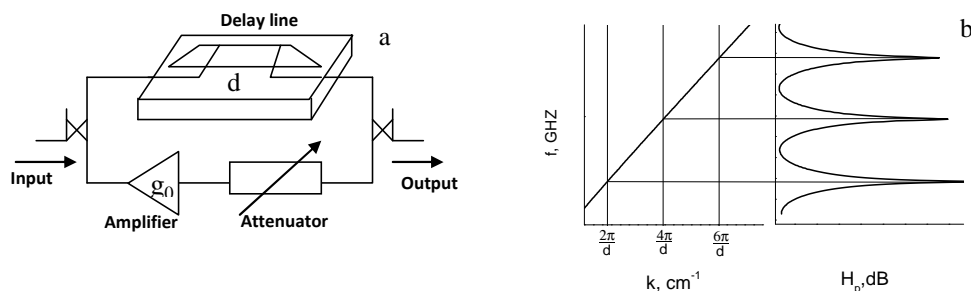 Delay line
a
d
g0
Input
Output
Amplifier
Attenuator
b
f, GHZ
2π/d
4π/d
6π/d
k, cm-1
Hp,dB